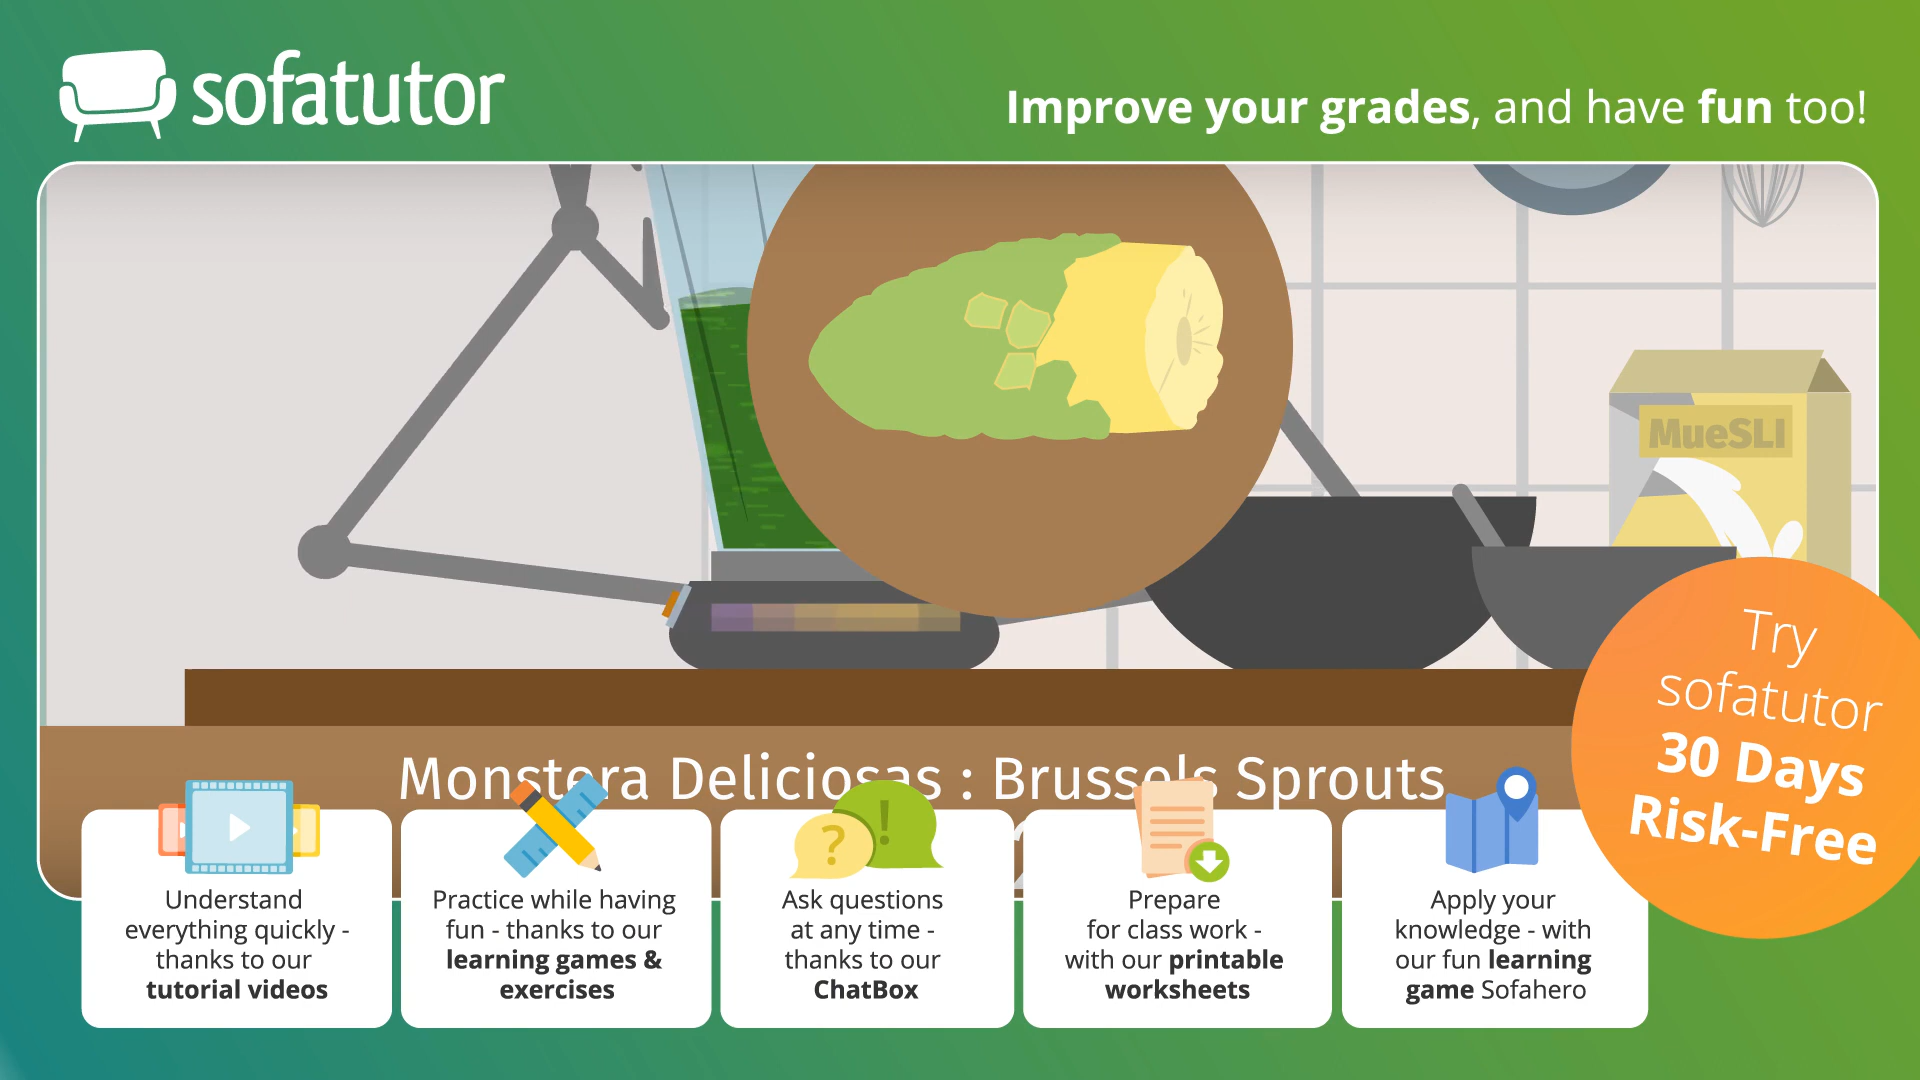 sofatutor
Improve your grades, and have fun too!
MueSLI
Monstera Deliciosas : Brussels Sprouts
Try
sofatutor
30 Days
Risk-Free
Understand
everything quickly -
thanks to our
tutorial videos
Practice while having
fun - thanks to our
learning games &
exercises
?
!
Ask questions
at any time -
thanks to our
ChatBox
Prepare
for class work -
with our printable
worksheets
Apply your
knowledge - with
our fun learning
game Sofahero